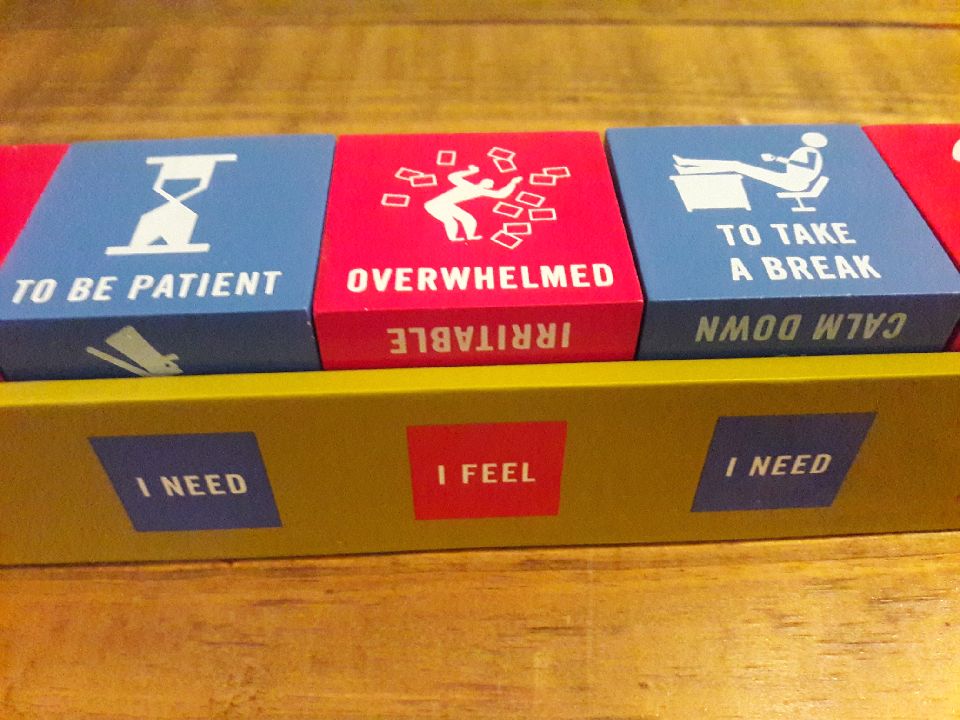 TO BE PATIENT
OVERWHELMED
TO TAKE
A BREAK
IRRITABLE
CALM DOWN
I NEED
I FEEL
I NEED